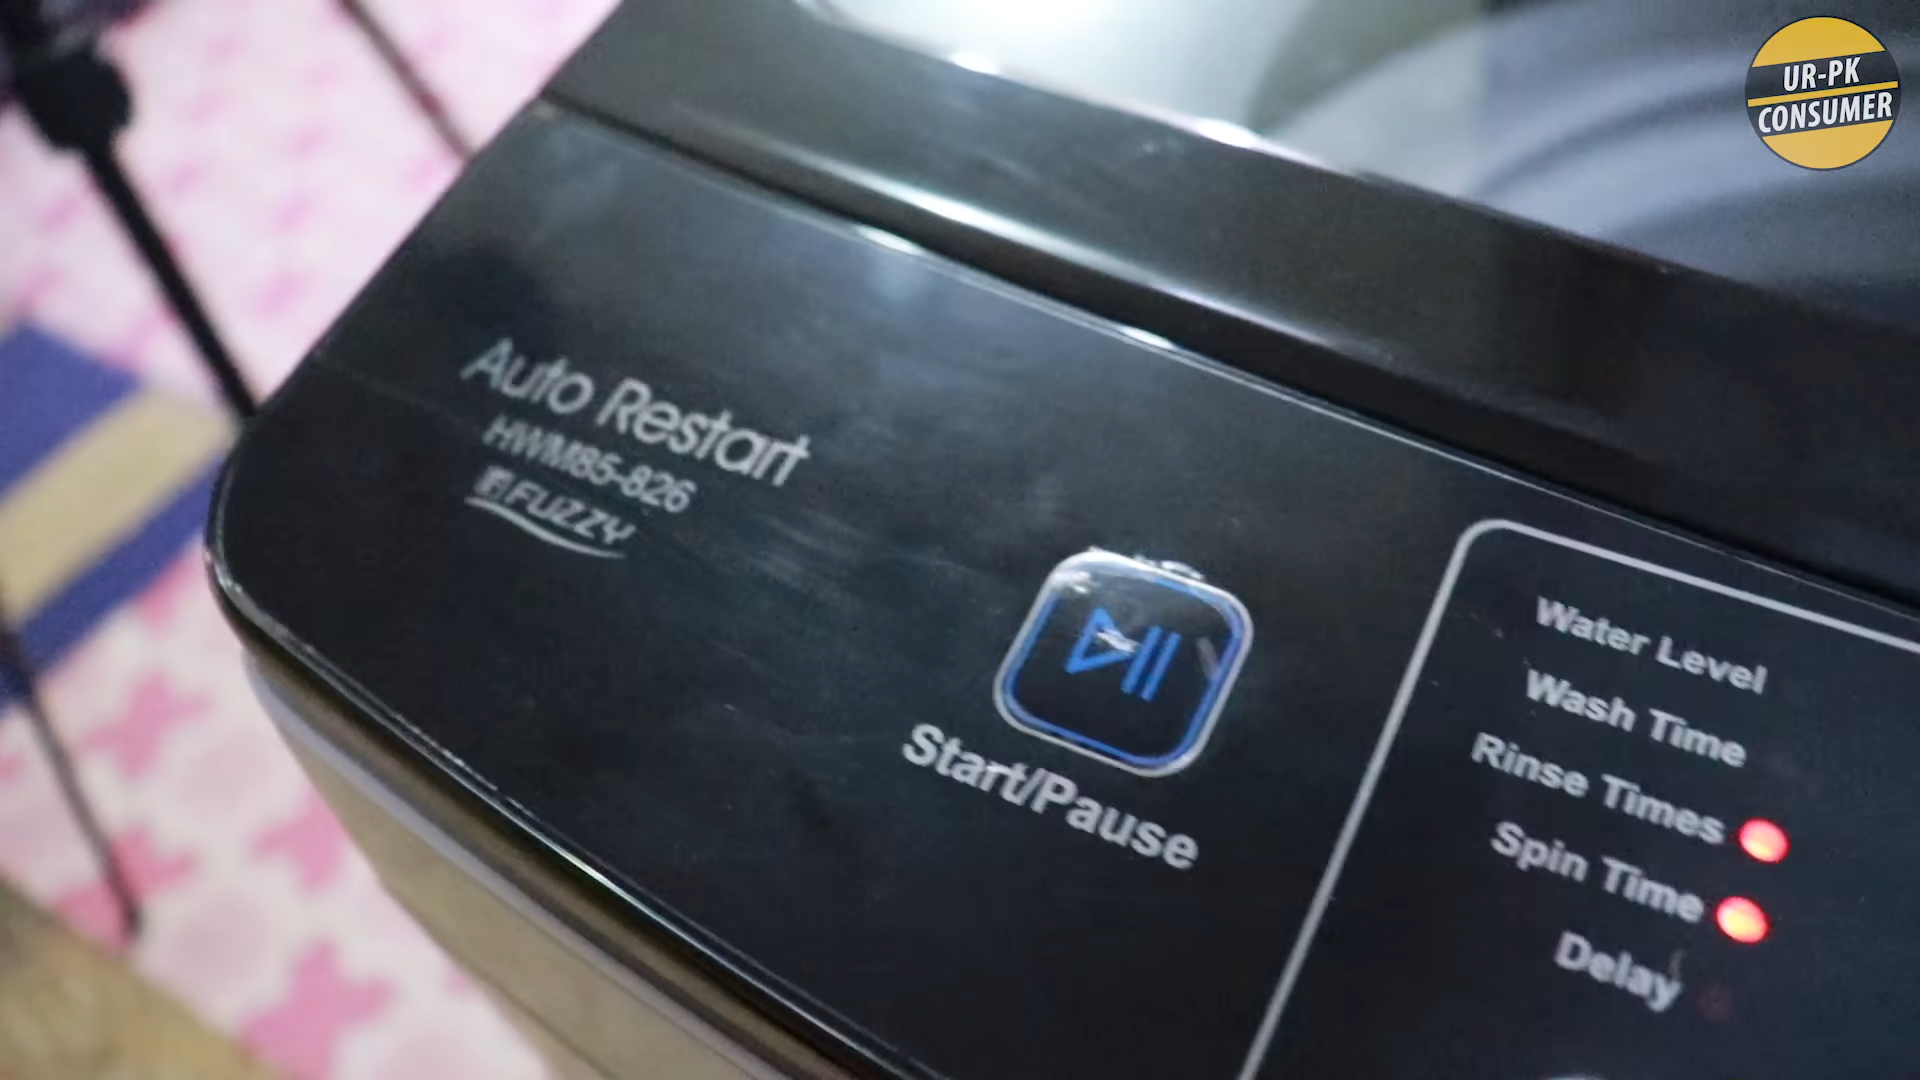 UR-PK
CONSUMER
Auto Restart
HWM85-826
FUZZY
Start/Pause
Water Level
Wash Time
Rinse Times
Spin Time
Delay